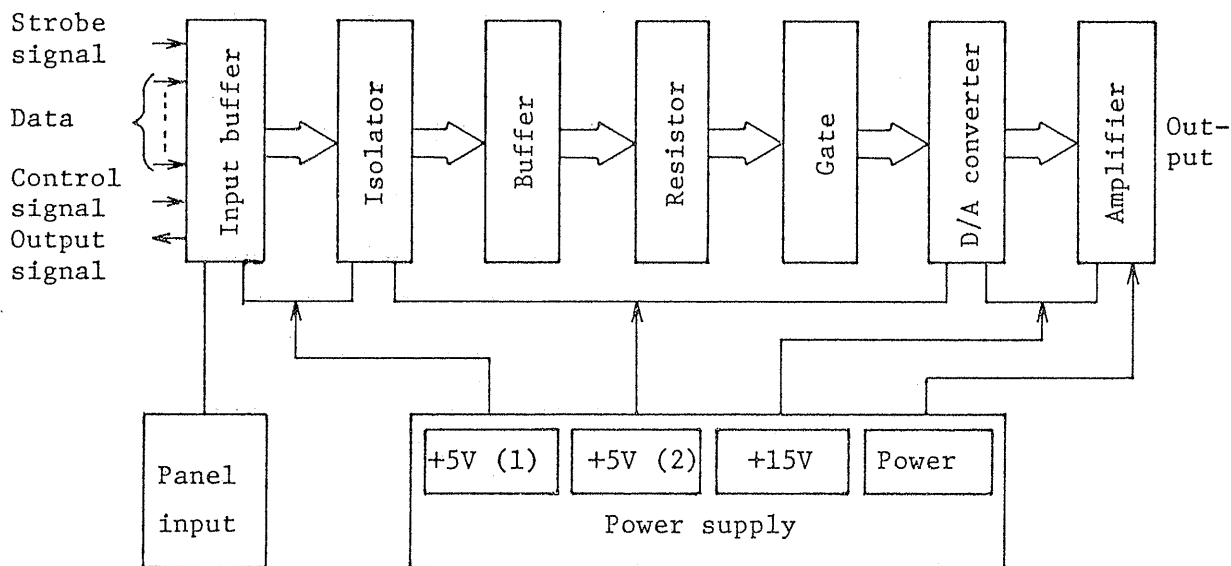 Strobe
signal
Data
Control
signal
Output
signal
Input buffer
Isolator
Buffer
Resistor
Gate
D/A converter
Amplifier
Out-
put
Panel
input
+5V (1)
+5V (2)
+15V
Power
Power supply